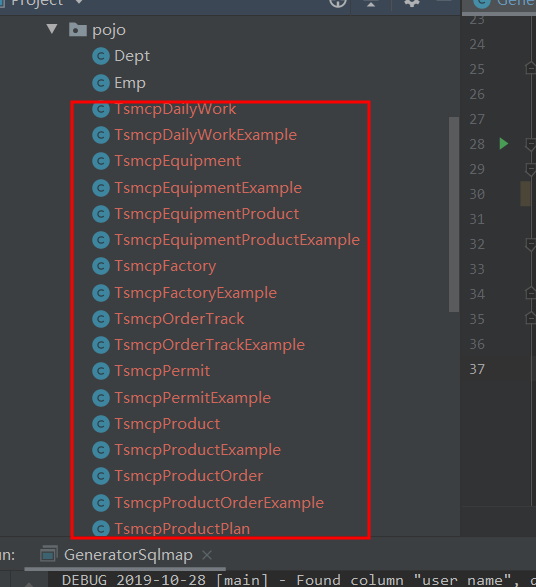 Project
pojo
Dept
Emp
TsmcpDailyWork
TsmcpDailyWorkExample
TsmcpEquipment
TsmcpEquipmentExample
TsmcpEquipmentProduct
TsmcpEquipmentProductExample
TsmcpFactory
TsmcpFactoryExample
TsmcpOrderTrack
TsmcpOrderTrackExample
TsmcpPermit
TsmcpPermitExample
TsmcpProduct
TsmcpProductExample
TsmcpProductOrder
TsmcpProductOrderExample
TsmcpProductPlan
Gene
23
24
25
26
27
28
29
30
31
32
33
34
35
36
37
un:
GeneratorSqlmap
DEBUG 2019-10-28 [main] - Found column "user_name", d